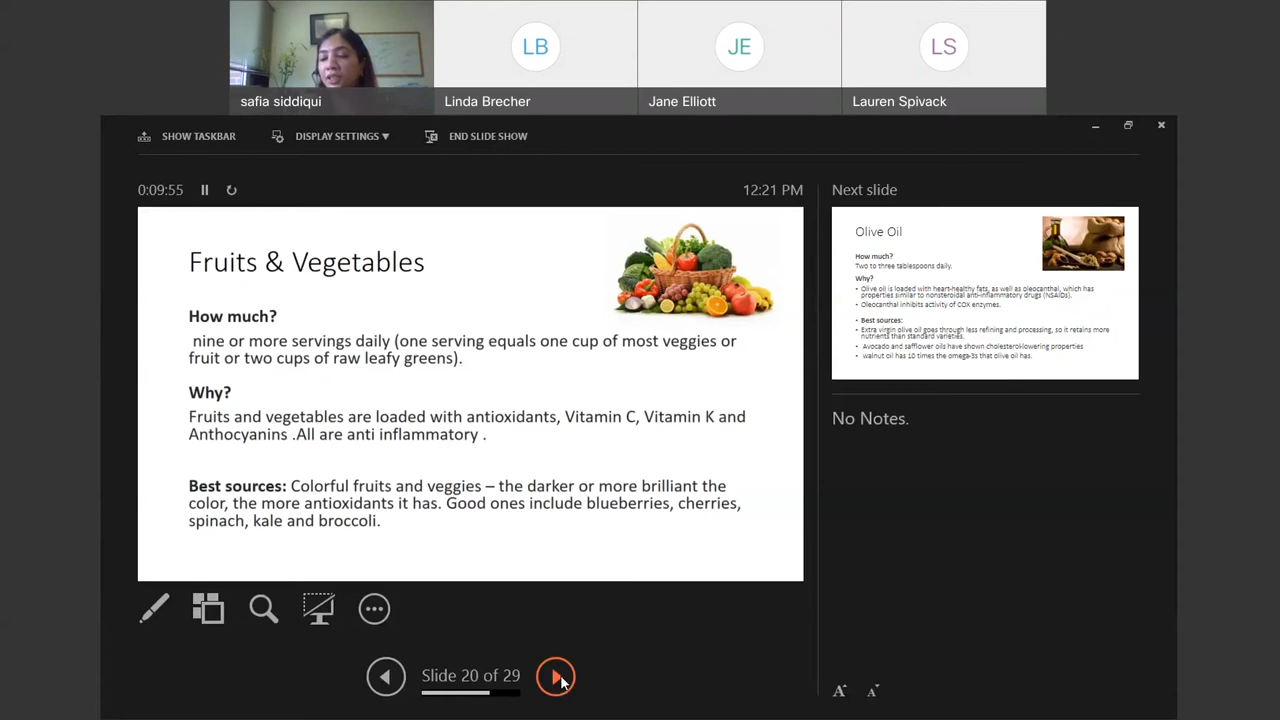 LB
JE
LS
safia siddiqui
Linda Brecher
Jane Elliott
Lauren Spivack
SHOW TASKBAR
DISPLAY SETTINGS ▼
END SLIDE SHOW
0:09:55
12:21 PM
Fruits & Vegetables
How much?
nine or more servings daily (one serving equals one cup of most veggies or
fruit or two cups of raw leafy greens).
Why?
Fruits and vegetables are loaded with antioxidants, Vitamin C, Vitamin K and
Anthocyanins .All are anti inflammatory .
Best sources: Colorful fruits and veggies – the darker or more brilliant the
color, the more antioxidants it has. Good ones include blueberries, cherries,
spinach, kale and broccoli.
Slide 20 of 29
Next slide
Olive Oil
How much?
Two to three tablespoons daily.
Why?
• Olive oil is loaded with heart-healthy fats, as well as oleocanthal, which has
properties similar to nonsteroidal anti-inflammatory drugs (NSAIDs).
• Oleocanthal inhibits activity of COX enzymes.
• Best sources:
• Extra virgin olive oil goes through less refining and processing, so it retains more
nutrients than standard varieties.
• Avocado and safflower oils have shown cholesterol-lowering properties
• walnut oil has 10 times the omega-3s that olive oil has.
No Notes.
A
A